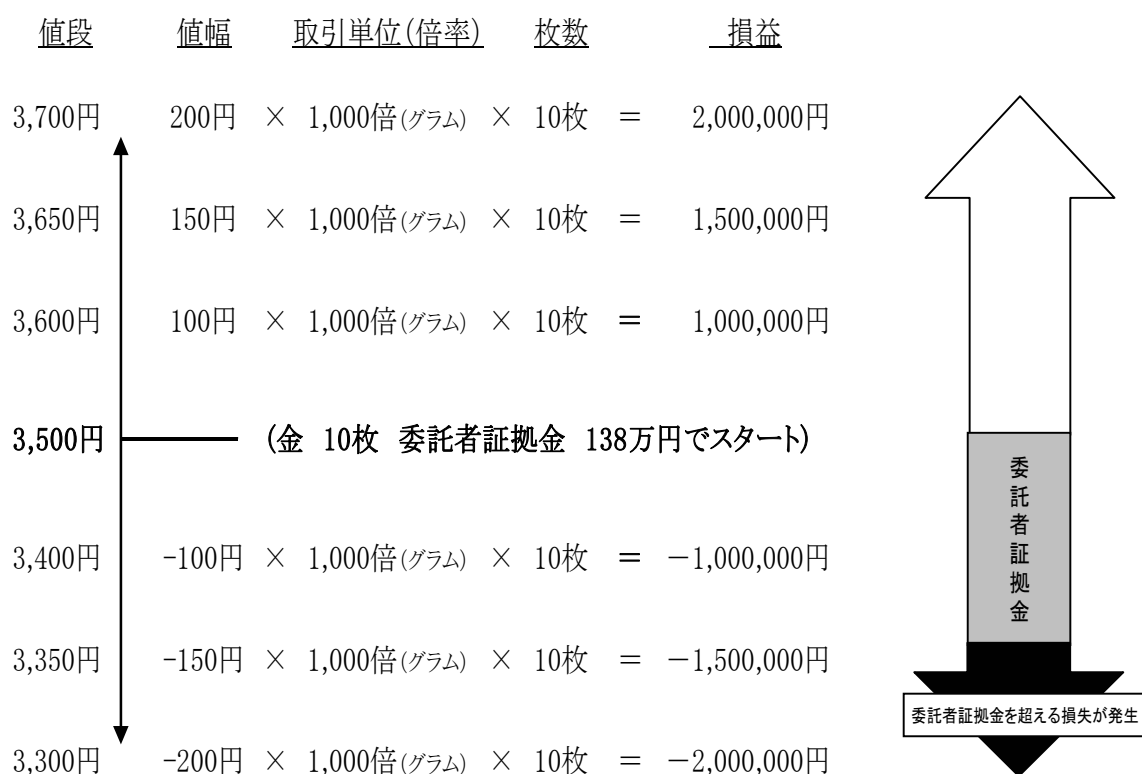 値段 値幅 取引単位(倍率) 枚数 損益
3,700円 200円 × 1,000倍(グラム) × 10枚 = 2,000,000円
3,650円 150円 × 1,000倍(グラム) × 10枚 = 1,500,000円
3,600円 100円 × 1,000倍(グラム) × 10枚 = 1,000,000円
3,500円 (金 10枚 委託者証拠金 138万円でスタート)
3,400円 -100円 × 1,000倍(グラム) × 10枚 = -1,000,000円
3,350円 -150円 × 1,000倍(グラム) × 10枚 = -1,500,000円
3,300円 -200円 × 1,000倍(グラム) × 10枚 = -2,000,000円
委託者証拠金
委託者証拠金を超える損失が発生